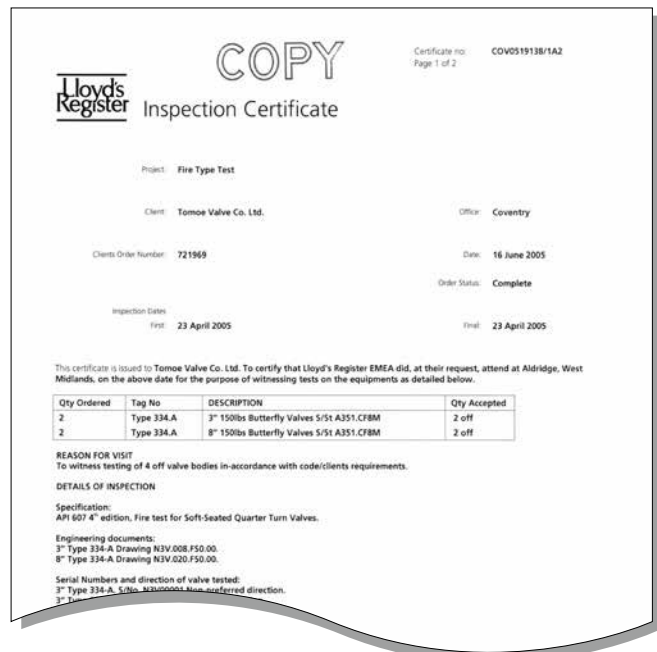 COPY
Certificate no: COV0519138/1A2
Page 1 of 2
Lloyd's
Register
Inspection Certificate
Project: Fire Type Test
Client: Tomoe Valve Co. Ltd.
Office: Coventry
Clients Order Number: 721969
Date: 16 June 2005
Order Status: Complete
Inspection Dates
First: 23 April 2005
Final: 23 April 2005
This certificate is issued to Tomoe Valve Co. Ltd. To certify that Lloyd's Register EMEA did, at their request, attend at Aldridge, West
Midlands, on the above date for the purpose of witnessing tests on the equipments as detailed below.
Qty Ordered Tag No DESCRIPTION Qty Accepted
2 Type 334.A 3" 150lbs Butterfly Valves S/St A351.CF8M 2 off
2 Type 334.A 8" 150lbs Butterfly Valves S/St A351.CF8M 2 off
REASON FOR VISIT
To witness testing of 4 off valve bodies in-accordance with code/clients requirements.
DETAILS OF INSPECTION
Specification:
API 607 4" edition, Fire test for Soft-Seated Quarter Turn Valves.
Engineering documents:
3" Type 334-A Drawing N3V.008.FS0.00.
8" Type 334-A Drawing N3V.020.FS0.00.
Serial Numbers and direction of valve tested:
3" Type 334-A, S/No. N3V00001 Non-preferred direction.
3"